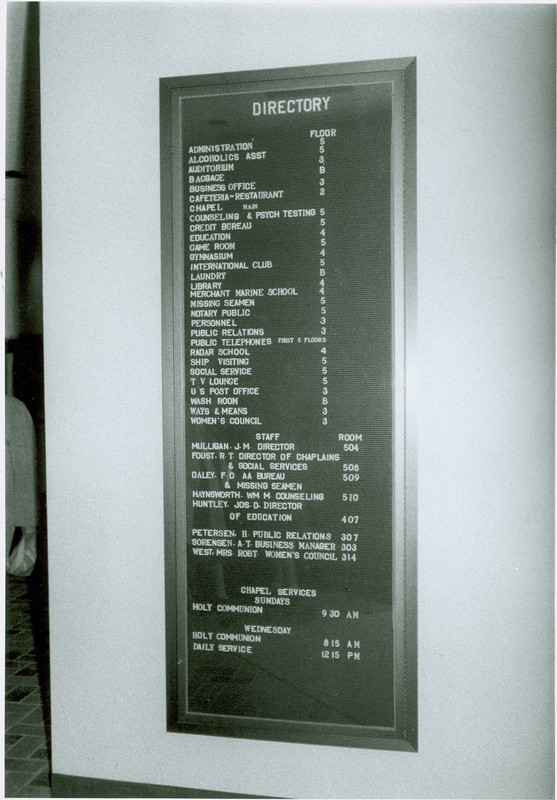 DIRECTORY
FLOOR
ADMINISTRATION 5
ALCOHOLICS ASST 5
AUDITORIUM 3
BAGGAGE B
BUSINESS OFFICE 3
CAFETERIA-RESTAURANT 2
CHAPEL MAIN
COUNSELING & PSYCH TESTING 5
CREDIT BUREAU 5
EDUCATION 4
GAME ROOM 5
GYMNASIUM 4
INTERNATIONAL CLUB 5
LAUNDRY B
LIBRARY 4
MERCHANT MARINE SCHOOL 4
MISSING SEAMEN 5
NOTARY PUBLIC 5
PERSONNEL 3
PUBLIC RELATIONS 3
PUBLIC TELEPHONES FIRST 5 FLOORS
RADAR SCHOOL 4
SHIP VISITING 5
SOCIAL SERVICE 5
T V LOUNGE 5
U S POST OFFICE 3
WASH ROOM B
WAYS & MEANS 3
WOMEN'S COUNCIL 3
STAFF ROOM
MULLIGAN. J. M DIRECTOR 504
FOUST. R T DIRECTOR OF CHAPLAINS
& SOCIAL SERVICES 508
DALEY. F D AA BUREAU 509
& MISSING SEAMEN
HAYNSWORTH. WM M COUNSELING 510
HUNTLEY. JOS D. DIRECTOR
OF EDUCATION 407
PETERSEN. H. PUBLIC RELATIONS 307
SORENSEN. A.T. BUSINESS MANAGER 303
WEST. MRS ROBT WOMEN'S COUNCIL 314
CHAPEL SERVICES
SUNDAYS
HOLY COMMUNION 9 30 AM
WEDNESDAY
HOLY COMMUNION 8 15 AM
DAILY SERVICE 12 15 PM